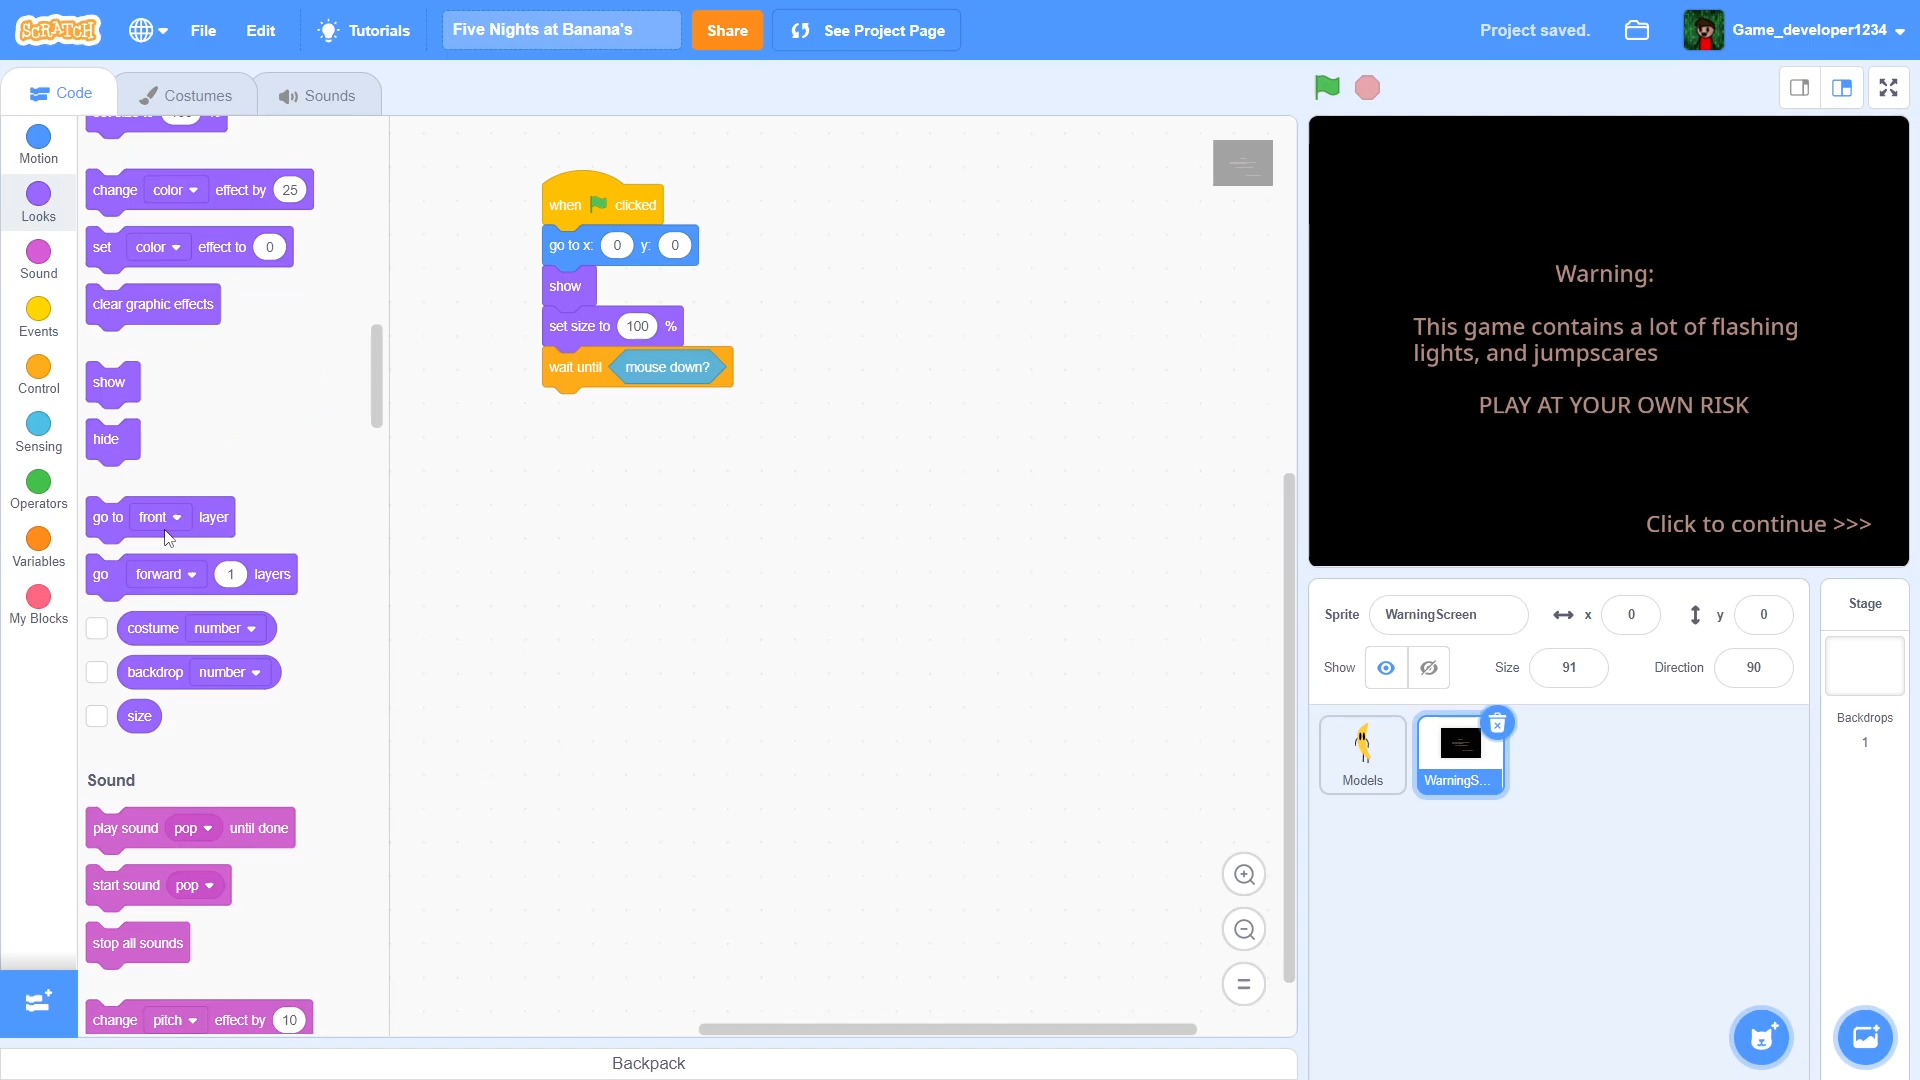 SCRATCH
File
Edit
Tutorials
Five Nights at Banana's
Share
See Project Page
Project saved.
Game_developer1234
Code
Costumes
Sounds
Motion
Looks
Sound
Events
Control
Sensing
Operators
Variables
My Blocks
change color effect by 25
set color effect to 0
clear graphic effects
show
hide
go to front layer
go forward 1 layers
costume number
backdrop number
size
Sound
play sound pop until done
start sound pop
stop all sounds
change pitch effect by 10
when clicked
go to x: 0 y: 0
show
set size to 100 %
wait until mouse down?
Warning:
This game contains a lot of flashing
lights, and jumpscares
PLAY AT YOUR OWN RISK
Click to continue >>>
Sprite WarningScreen x 0 y 0
Show Size 91 Direction 90
Models
WarningS...
Stage
Backdrops
1
Backpack